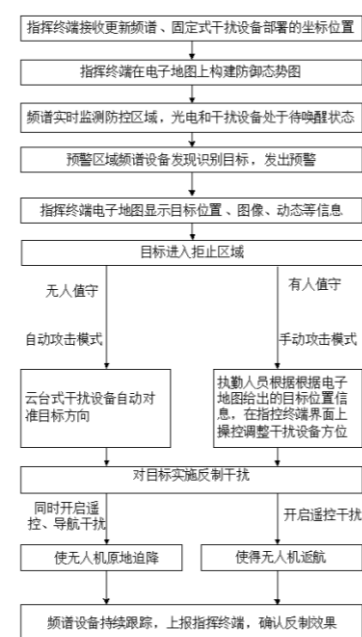 指挥终端接收更新频谱、固定式干扰设备部署的坐标位置
指挥终端在电子地图上构建防御态势图
频谱实时监测防控区域，光电和干扰设备处于待唤醒状态
预警区域频谱设备发现识别目标，发出预警
指挥终端电子地图显示目标位置、图像、动态等信息
目标进入拒止区域
无人值守
有人值守
自动攻击模式
手动攻击模式
云台式干扰设备自动对
准目标方向
执勤人员根据根据电子
地图给出的目标位置信
息，在指控终端界面上
操控调整干扰设备方位
对目标实施反制干扰
同时开启遥
控、导航干扰
开启遥控干扰
使无人机原地迫降
使得无人机返航
频谱设备持续跟踪，上报指挥终端，确认反制效果